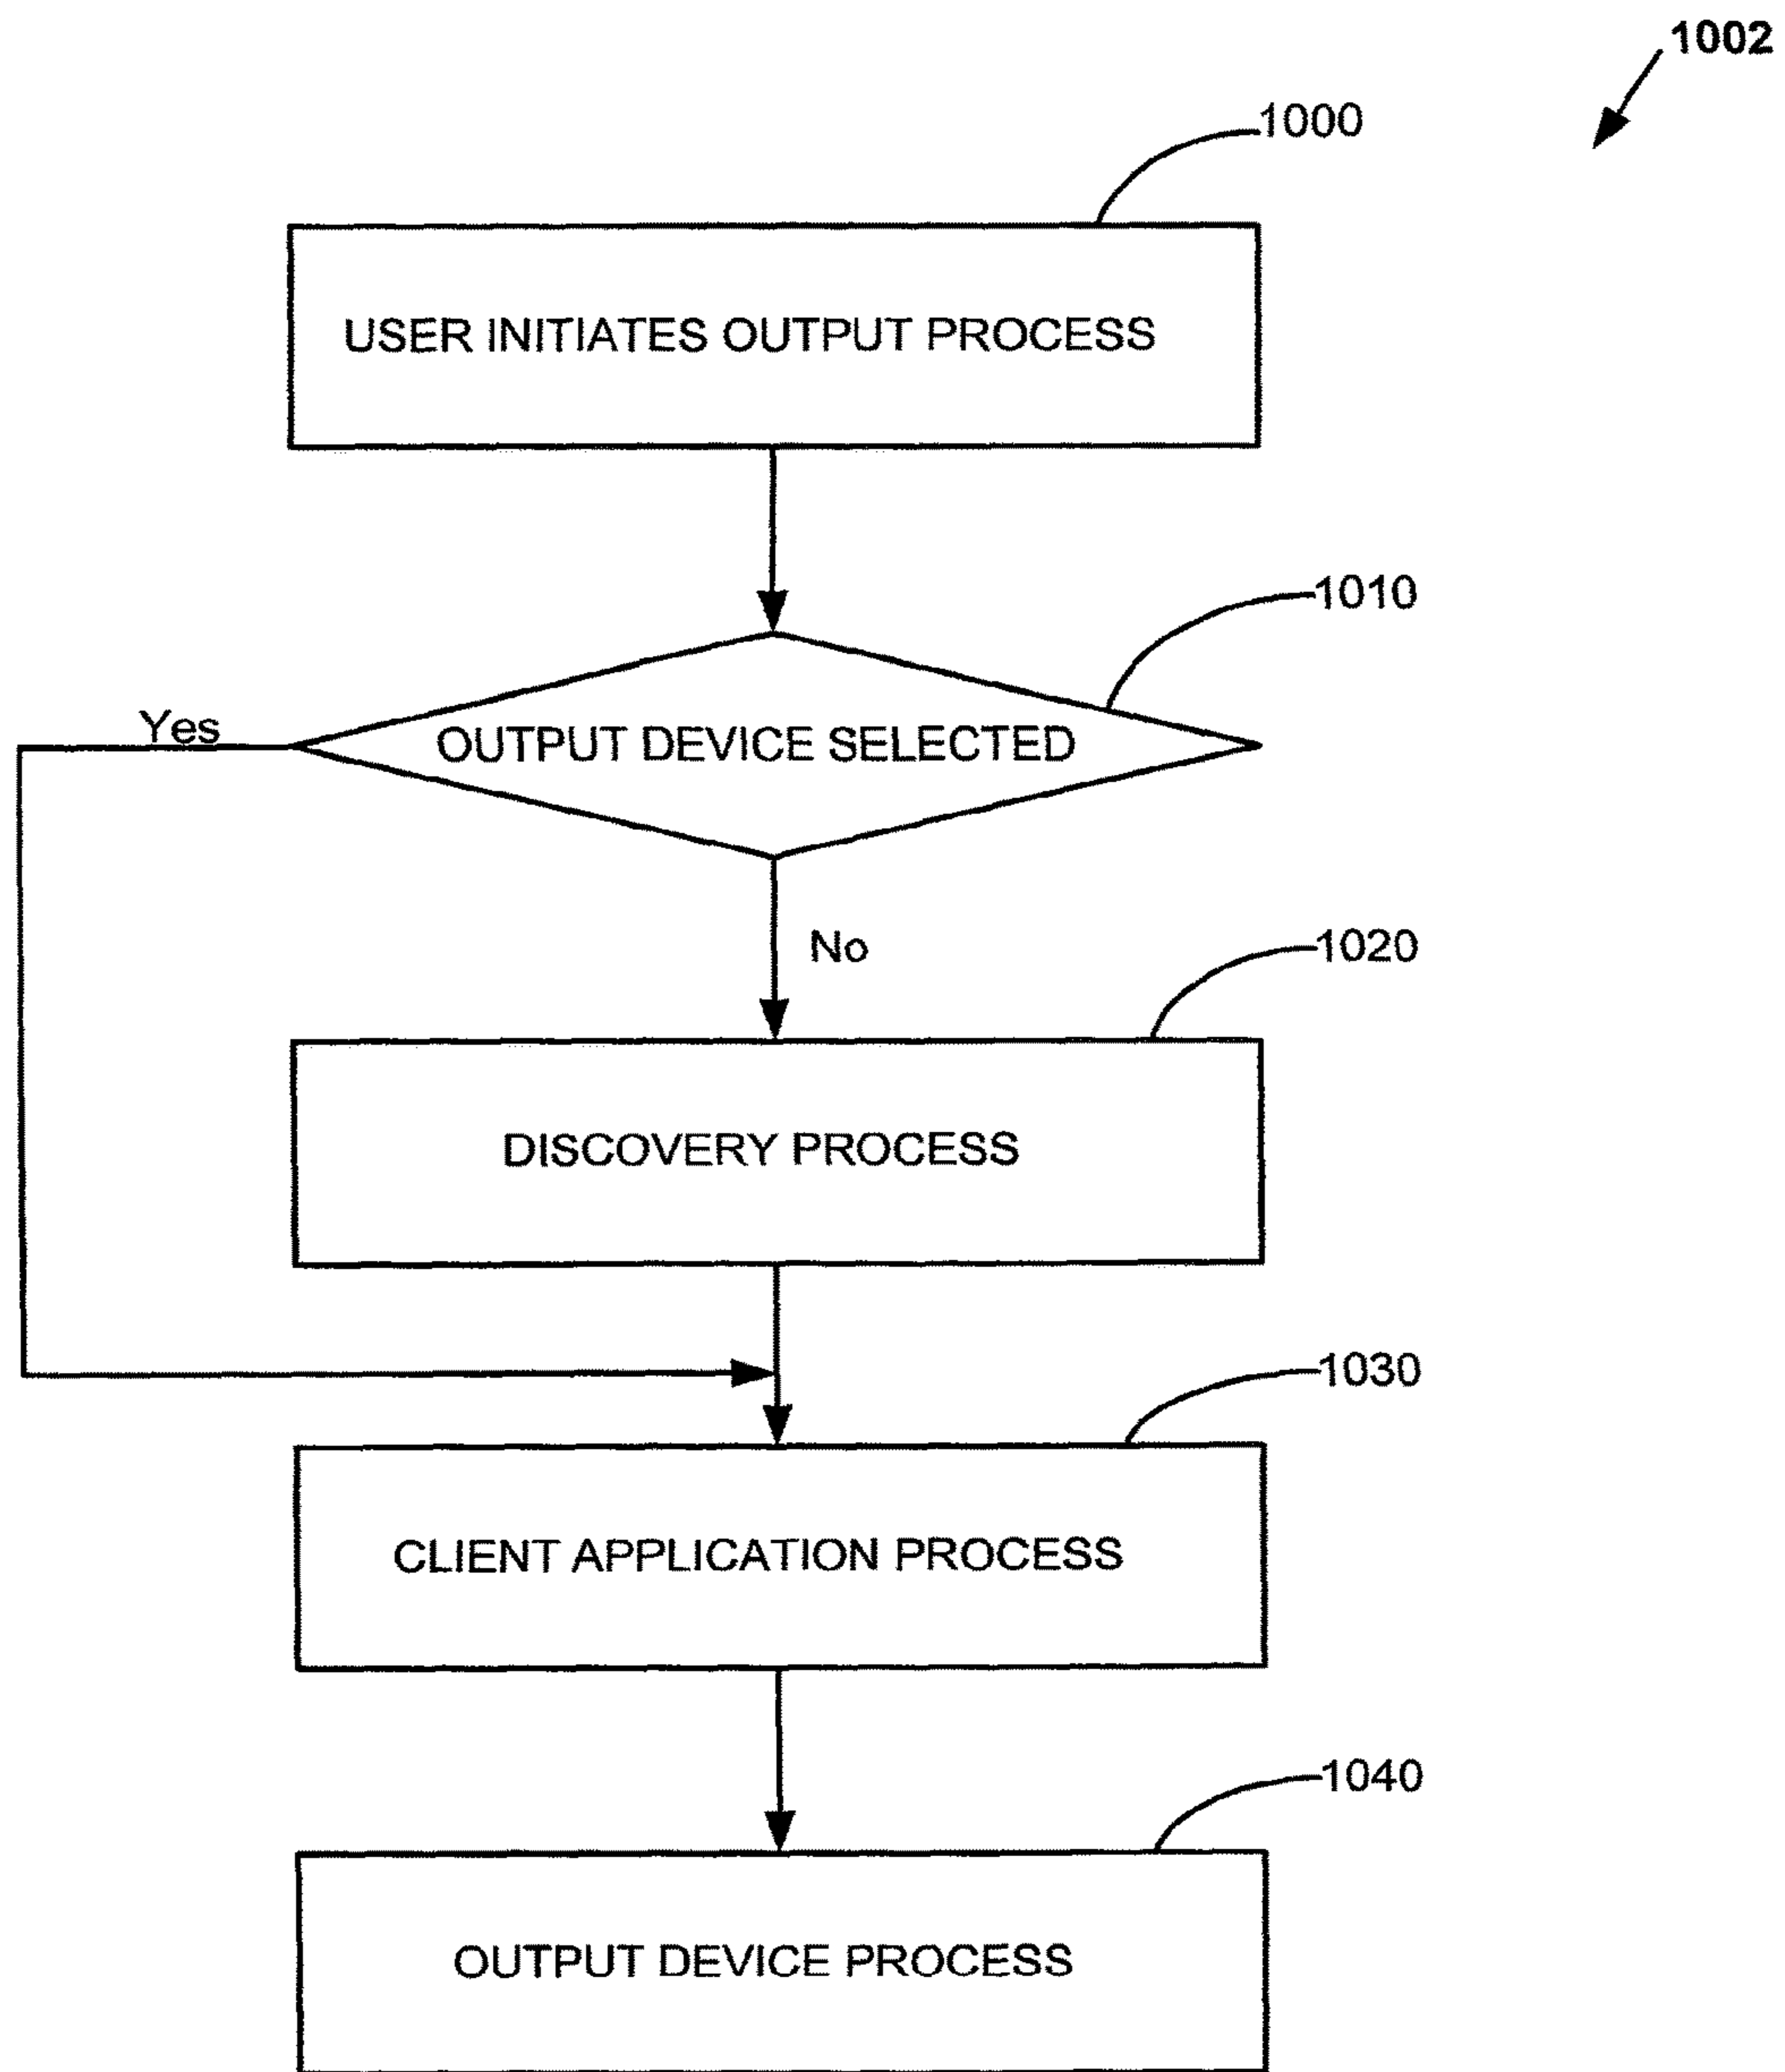 1002
1000
USER INITIATES OUTPUT PROCESS
1010
Yes
OUTPUT DEVICE SELECTED
No
1020
DISCOVERY PROCESS
1030
CLIENT APPLICATION PROCESS
1040
OUTPUT DEVICE PROCESS